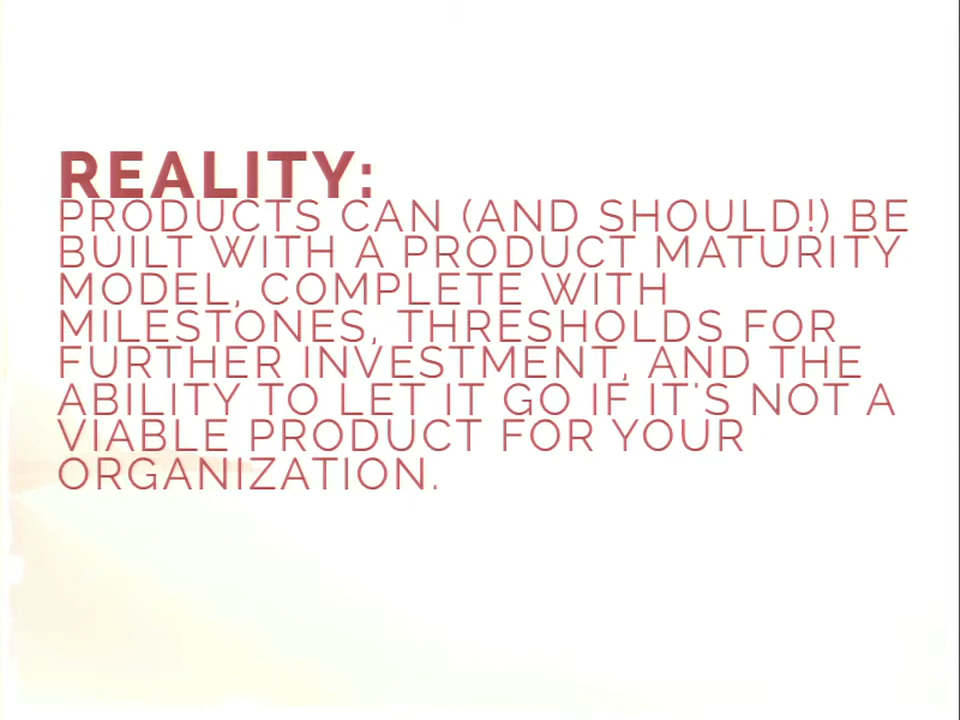 REALITY:
PRODUCTS CAN (AND SHOULD!) BE
BUILT WITH A PRODUCT MATURITY
MODEL, COMPLETE WITH
MILESTONES, THRESHOLDS FOR
FURTHER INVESTMENT, AND THE
ABILITY TO LET IT GO IF IT'S NOT A
VIABLE PRODUCT FOR YOUR
ORGANIZATION.